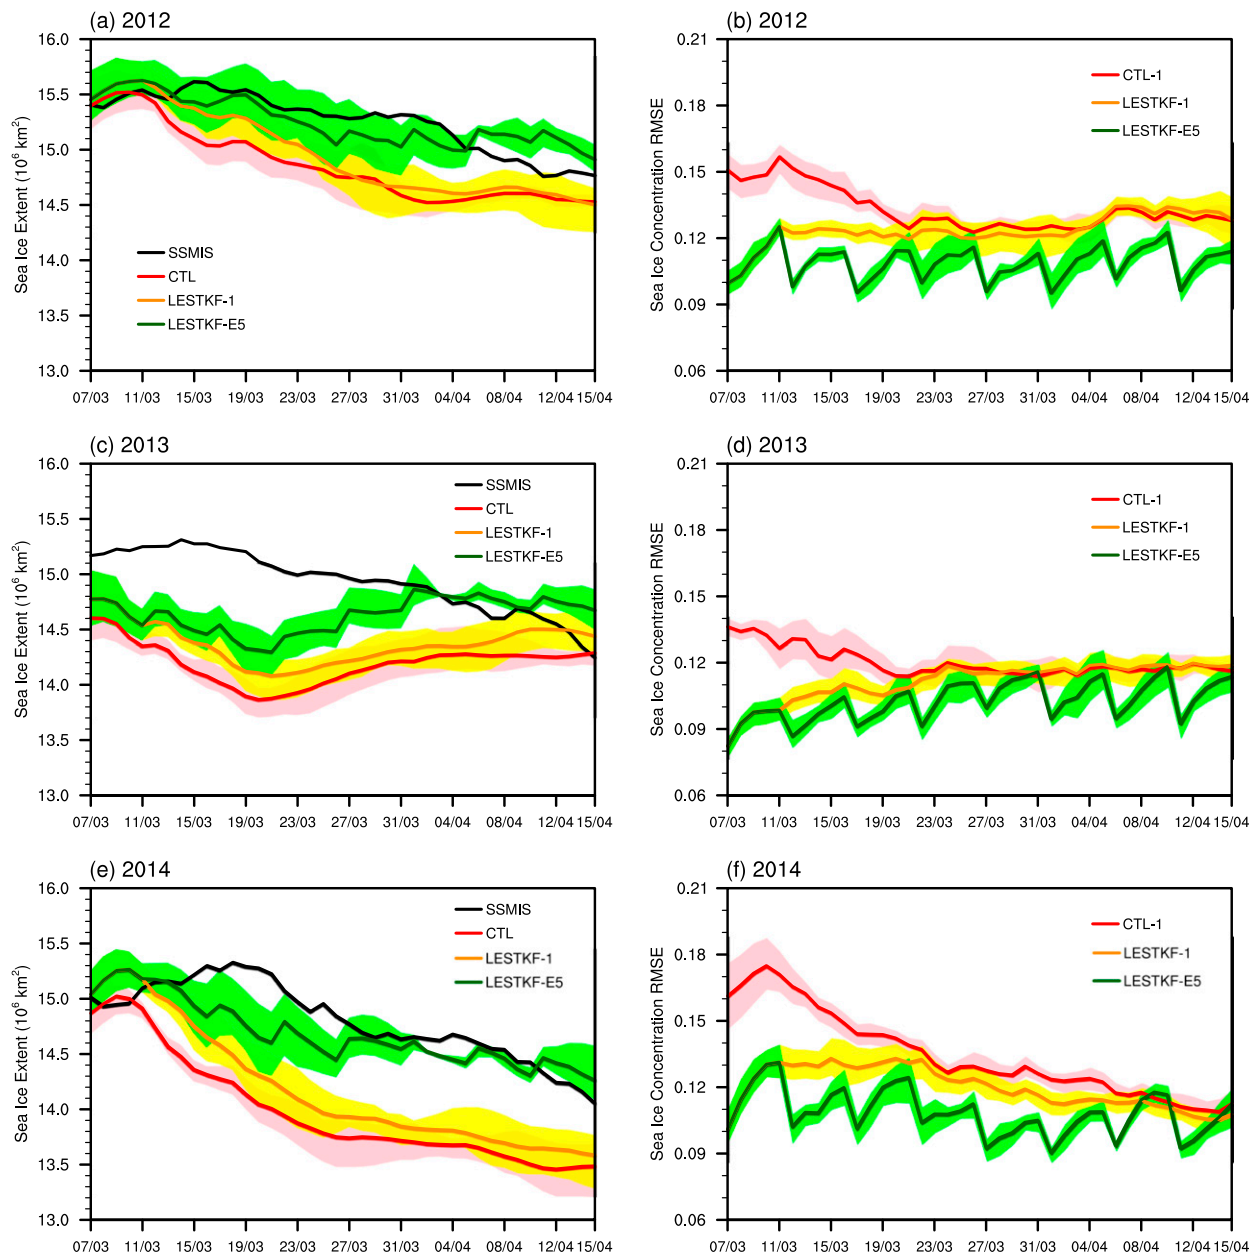 (a) 2012
Sea Ice Extent (10⁶ km²)
16.0
15.5
15.0
14.5
14.0
13.5
13.0
SSMIS
CTL
LESTKF-1
LESTKF-E5
07/03 11/03 15/03 19/03 23/03 27/03 31/03 04/04 08/04 12/04 15/04
(b) 2012
Sea Ice Concentration RMSE
0.21
0.18
0.15
0.12
0.09
0.06
CTL-1
LESTKF-1
LESTKF-E5
07/03 11/03 15/03 19/03 23/03 27/03 31/03 04/04 08/04 12/04 15/04
(c) 2013
Sea Ice Extent (10⁶ km²)
16.0
15.5
15.0
14.5
14.0
13.5
13.0
SSMIS
CTL
LESTKF-1
LESTKF-E5
07/03 11/03 15/03 19/03 23/03 27/03 31/03 04/04 08/04 12/04 15/04
(d) 2013
Sea Ice Concentration RMSE
0.21
0.18
0.15
0.12
0.09
0.06
CTL-1
LESTKF-1
LESTKF-E5
07/03 11/03 15/03 19/03 23/03 27/03 31/03 04/04 08/04 12/04 15/04
(e) 2014
Sea Ice Extent (10⁶ km²)
16.0
15.5
15.0
14.5
14.0
13.5
13.0
SSMIS
CTL
LESTKF-1
LESTKF-E5
07/03 11/03 15/03 19/03 23/03 27/03 31/03 04/04 08/04 12/04 15/04
(f) 2014
Sea Ice Concentration RMSE
0.21
0.18
0.15
0.12
0.09
0.06
CTL-1
LESTKF-1
LESTKF-E5
07/03 11/03 15/03 19/03 23/03 27/03 31/03 04/04 08/04 12/04 15/04